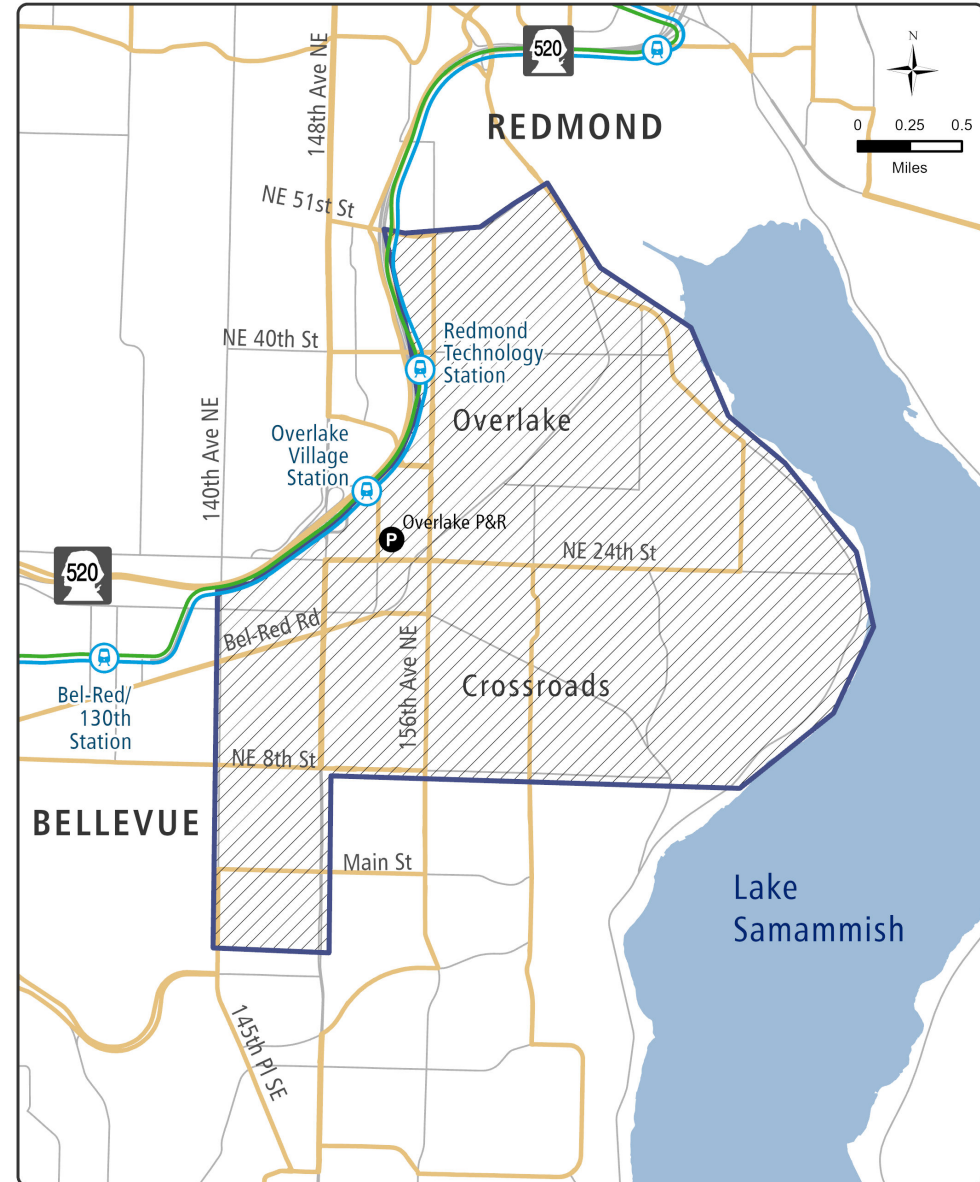 520
N
REDMOND
0 0.25 0.5
Miles
148th Ave NE
NE 51st St
NE 40th St
Redmond
Technology
Station
140th Ave NE
Overlake
Overlake
Village
Station
Overlake P&R
P
NE 24th St
520
Bel-Red Rd
156th Ave NE
Crossroads
Bel-Red/
130th
Station
NE 8th St
BELLEVUE
Main St
Lake
Samammish
145th Pl SE